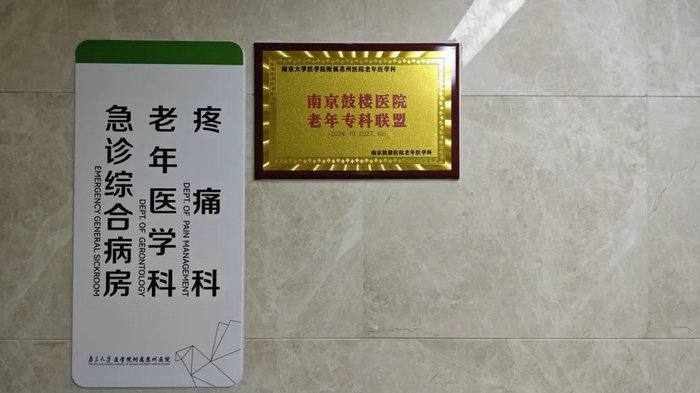 疼痛科
DEPT. OF PAIN MANAGEMENT
老年医学科
DEPT. OF GERONTOLOGY
急诊综合病房
EMERGENCY GENERAL SICKROOM
南京大学医学院附属苏州医院
南京大學医学院附属苏州医院老年医学科
南京鼓楼医院
老年专科联盟
(2024.10-2027.10)
南京鼓楼医院老年医学科